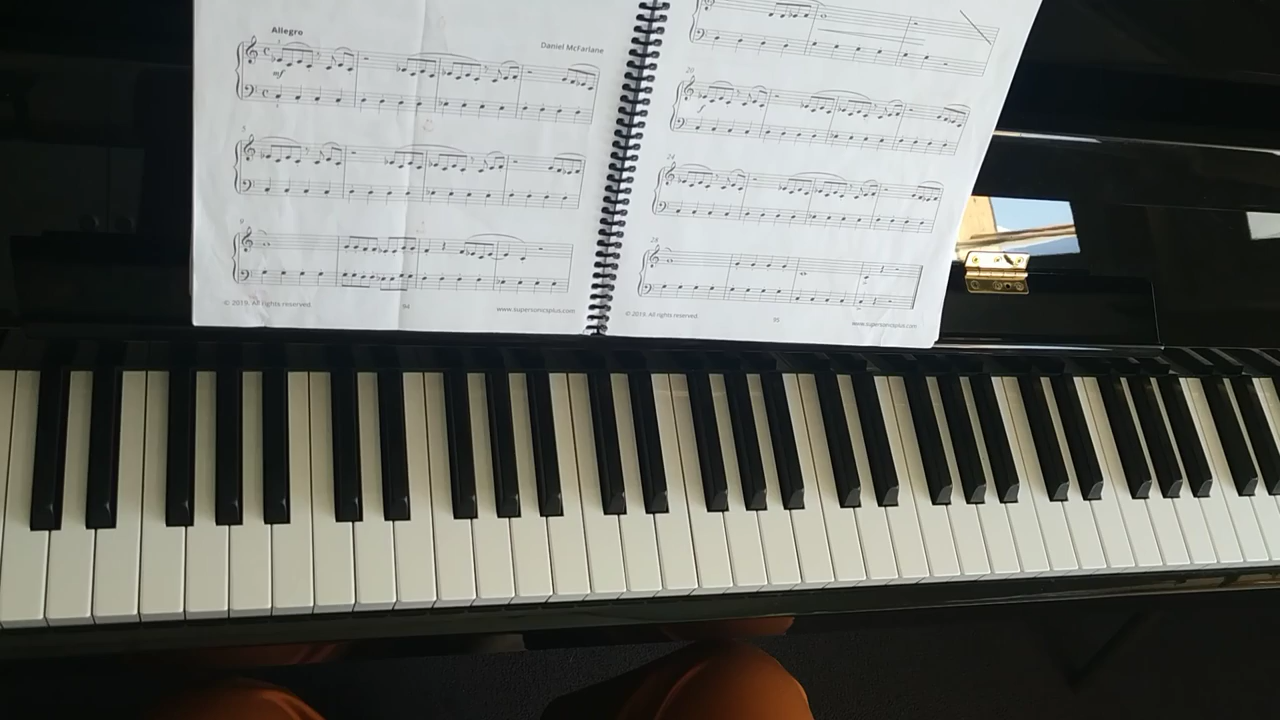 Allegro
Daniel McFarlane
mf
5
9
© 2019. All rights reserved.
94
www.supersonicsplus.com
20
f
24
28
© 2019. All rights reserved.
95
www.supersonicsplus.com